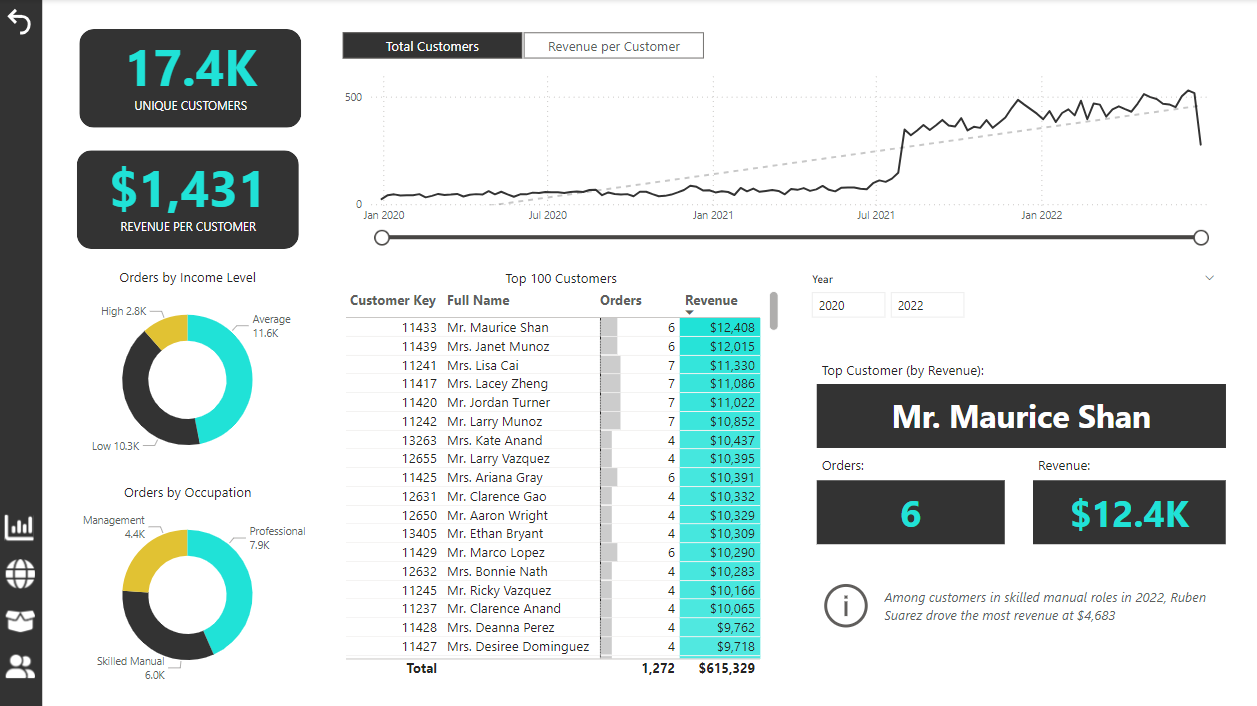 17.4K
UNIQUE CUSTOMERS
$1,431
REVENUE PER CUSTOMER
Total Customers
Revenue per Customer
500
0
Jan 2020
Jul 2020
Jan 2021
Jul 2021
Jan 2022
Orders by Income Level
High 2.8K
Average
11.6K
Low 10.3K
Orders by Occupation
Management
4.4K
Professional
7.9K
Skilled Manual
6.0K
Top 100 Customers
Customer Key Full Name Orders Revenue
11433 Mr. Maurice Shan 6 $12,408
11439 Mrs. Janet Munoz 6 $12,015
11241 Mrs. Lisa Cai 7 $11,330
11417 Mrs. Lacey Zheng 7 $11,086
11420 Mr. Jordan Turner 7 $11,022
11242 Mr. Larry Munoz 7 $10,852
13263 Mrs. Kate Anand 4 $10,437
12655 Mr. Larry Vazquez 4 $10,395
11425 Mrs. Ariana Gray 6 $10,391
12631 Mr. Clarence Gao 4 $10,332
12650 Mr. Aaron Wright 4 $10,329
13405 Mr. Ethan Bryant 4 $10,309
11429 Mr. Marco Lopez 6 $10,290
12632 Mrs. Bonnie Nath 4 $10,283
11245 Mr. Ricky Vazquez 4 $10,166
11237 Mr. Clarence Anand 4 $10,065
11428 Mrs. Deanna Perez 4 $9,762
11427 Mrs. Desiree Dominguez 4 $9,718
Total 1,272 $615,329
Year
2020
2022
Top Customer (by Revenue):
Mr. Maurice Shan
Orders:
6
Revenue:
$12.4K
Among customers in skilled manual roles in 2022, Ruben
Suarez drove the most revenue at $4,683